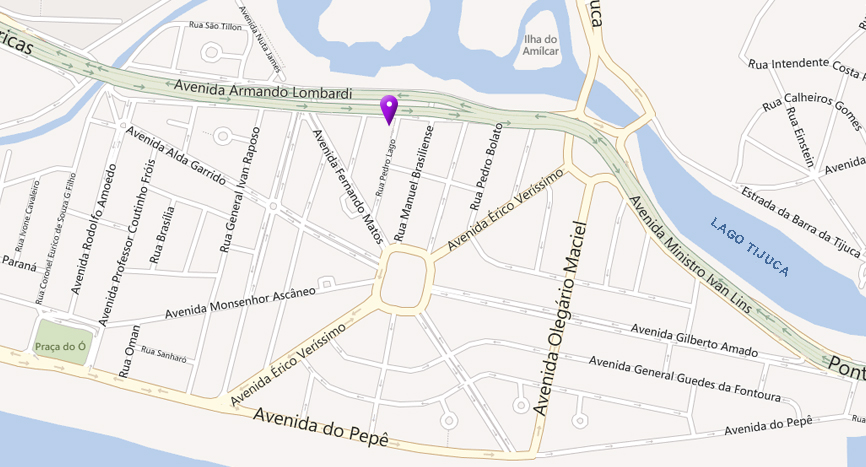 Rua São Tillon
Avenida Nuta James
Ilha do
Amílcar
uca
ricas
Rua Intendente Costa P
Avenida Armando Lombardi
Rua Calheiros Gomes
Rua Einstein
Avenida Alda Garrido
Avenida Fernando Matos
Rua Pedro Lago
Rua Manuel Brasiliense
Rua Pedro Bolato
Avenida
Rua Ivone Cavaleiro
Rua Coronel Eurico de Souza G Filho
Avenida Rodolfo Amoedo
Avenida Professor Coutinho Fróis
Rua Brasília
Rua General Ivan Raposo
Avenida Érico Veríssimo
Estrada da Barra da Tijuca
LAGO TIJUCA
Avenida Ministro Ivan Lins
Paraná
Avenida Olegário Maciel
Avenida Monsenhor Ascâneo
Praça do Ó
Rua Oman
Rua Sanharó
Avenida Érico Veríssimo
Avenida Gilberto Amado
Pont
Avenida General Guedes da Fontoura
Avenida do Pepê
Avenida do Pepê
Rua